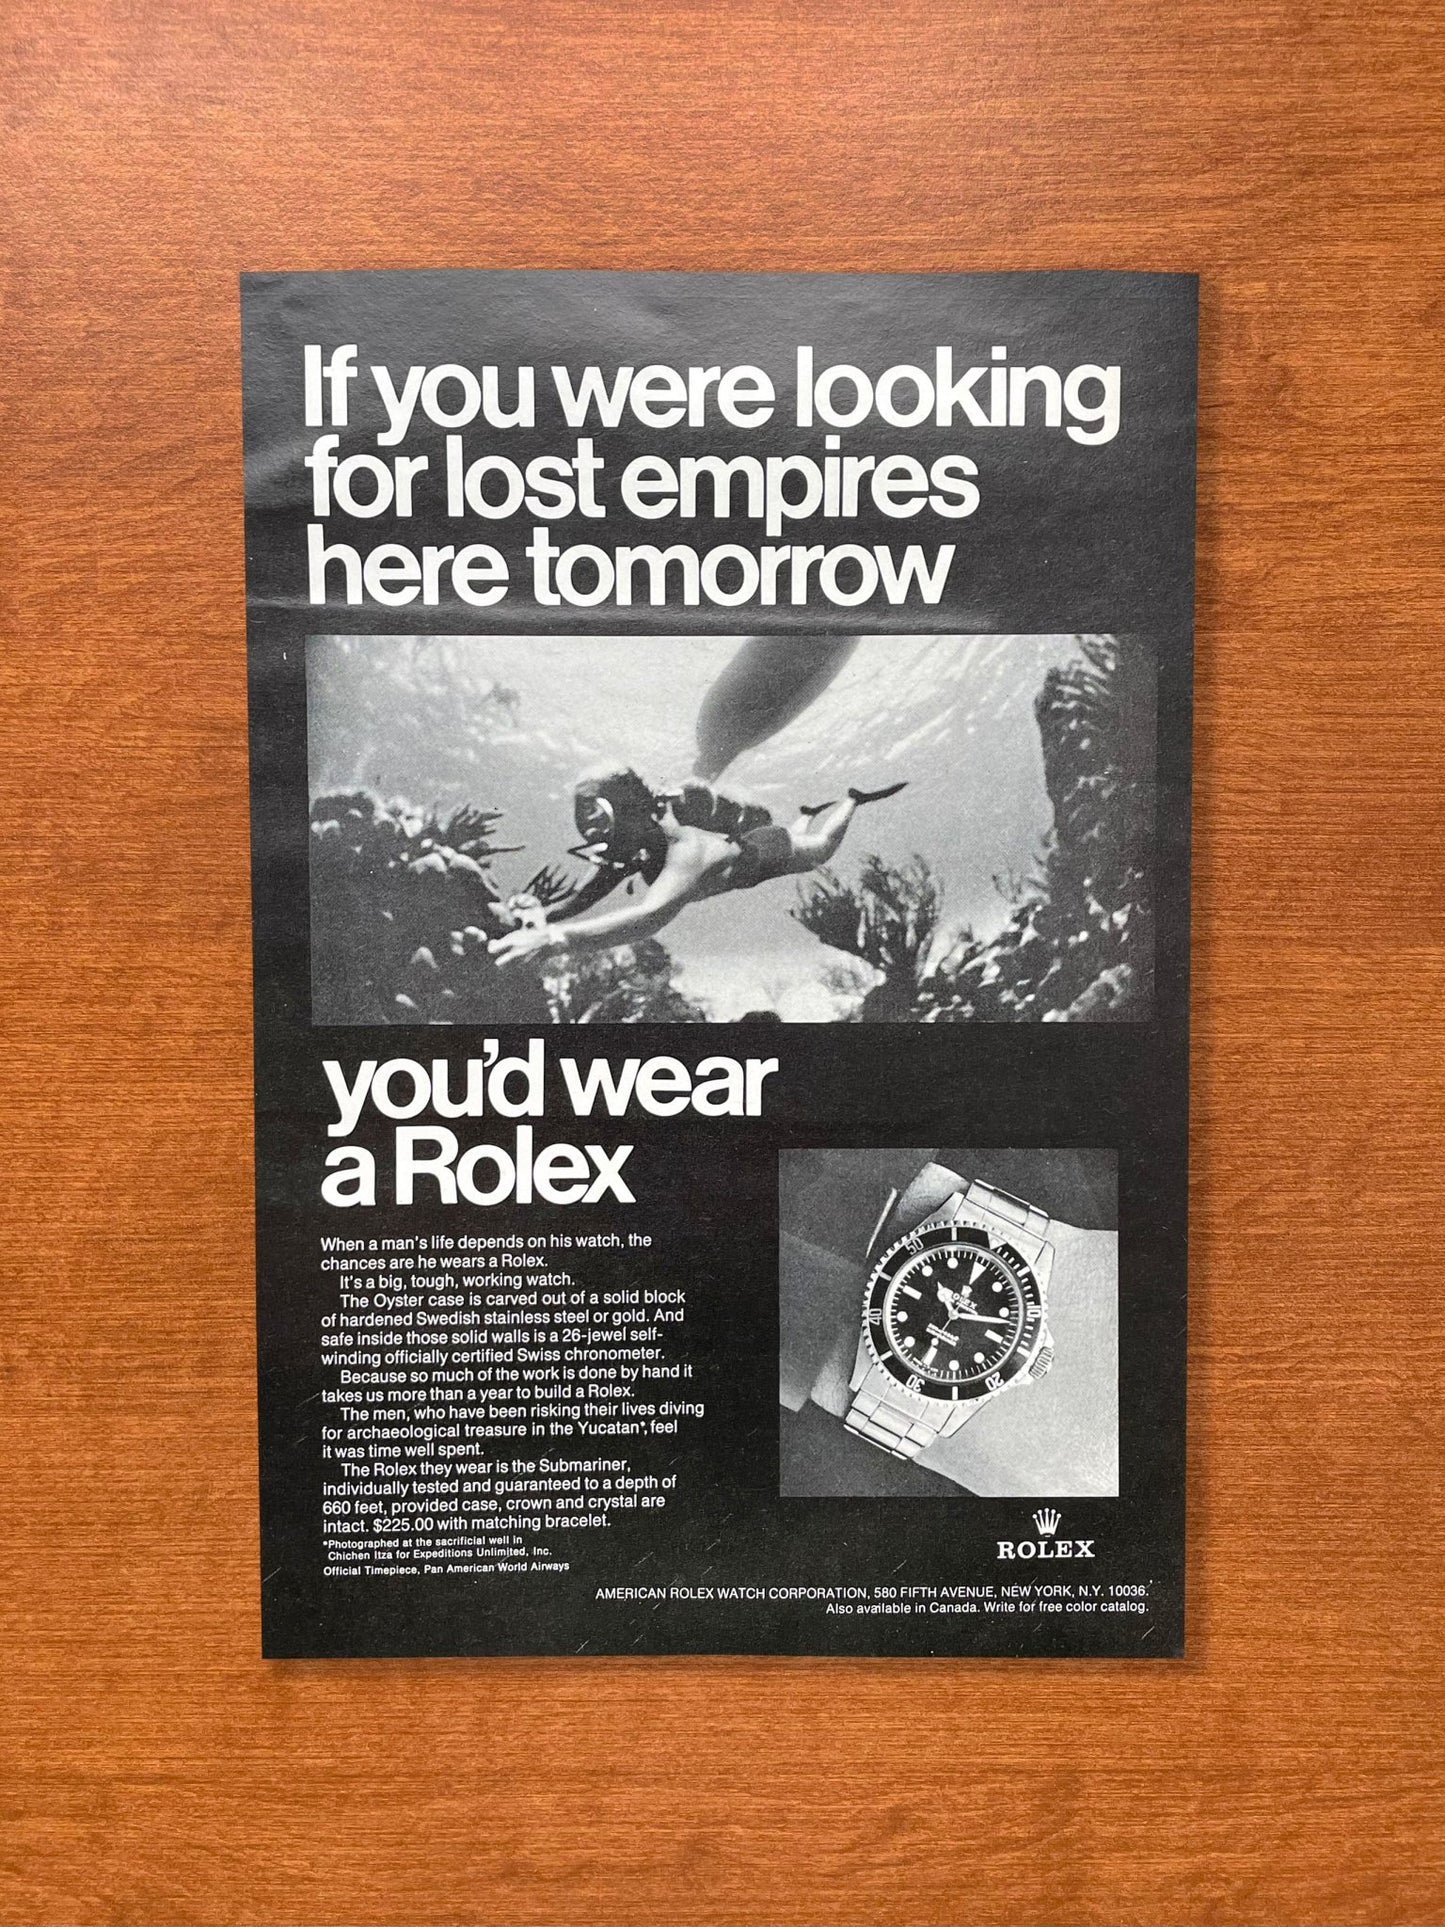 If you were looking
for lost empires
here tomorrow
you'd wear
a Rolex
When a man's life depends on his watch, the
chances are he wears a Rolex.
It's a big, tough, working watch.
The Oyster case is carved out of a solid block
of hardened Swedish stainless steel or gold. And
safe inside those solid walls is a 26-jewel self-
winding officially certified Swiss chronometer.
Because so much of the work is done by hand it
takes us more than a year to build a Rolex.
The men, who have been risking their lives diving
for archaeological treasure in the Yucatan*, feel
it was time well spent.
The Rolex they wear is the Submariner,
individually tested and guaranteed to a depth of
660 feet, provided case, crown and crystal are
intact. $225.00 with matching bracelet.
*Photographed at the sacrificial well in
Chichen Itza for Expeditions Unlimited, Inc.
Official Timepiece, Pan American World Airways
50
10
40
20
30
ROLEX
ROLEX
AMERICAN ROLEX WATCH CORPORATION, 580 FIFTH AVENUE, NEW YORK, N.Y. 10036.
Also available in Canada. Write for free color catalog.